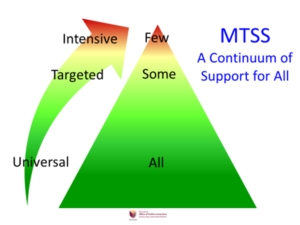 MTSS
A Continuum of
Support for All
Intensive
Few
Targeted
Some
Universal
All